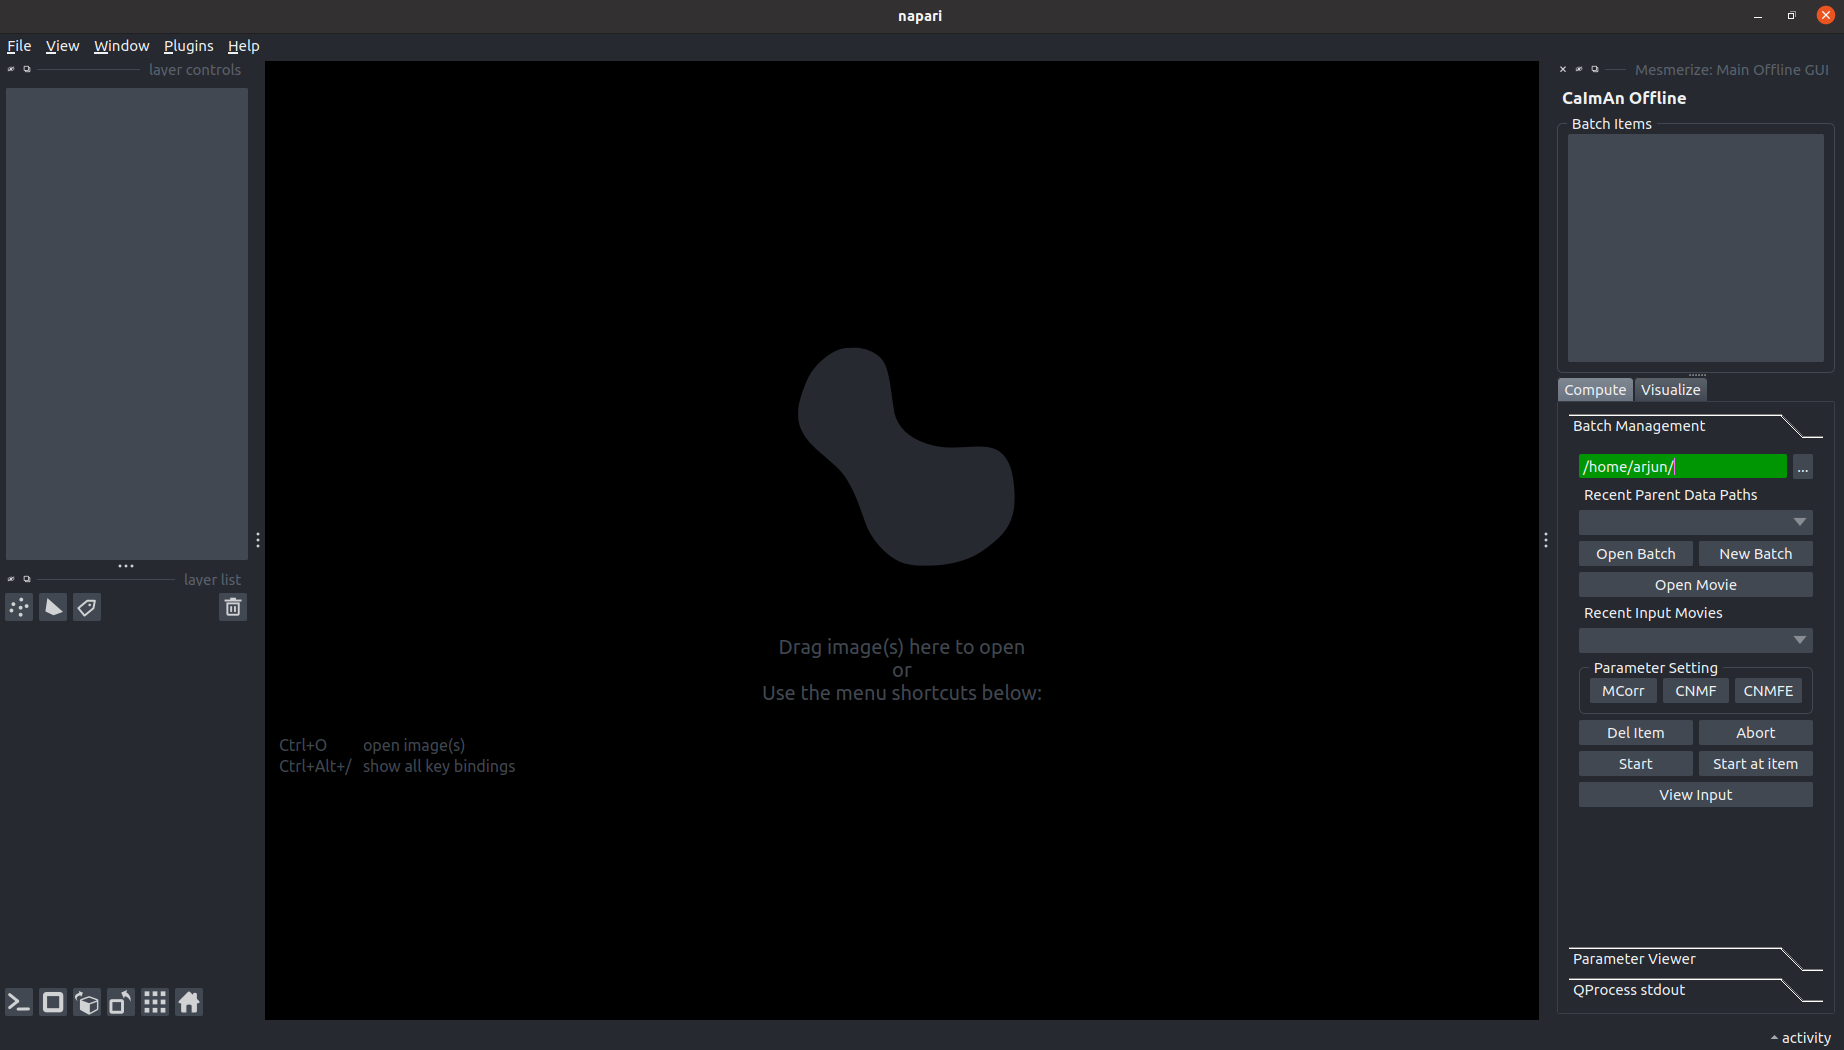 napari
File View Window Plugins Help
layer controls
Mesmerize: Main Offline GUI
CaImAn Offline
Batch Items
Compute Visualize
Batch Management
/home/arjun/
...
Recent Parent Data Paths
Open Batch New Batch
Open Movie
Recent Input Movies
Parameter Setting
MCorr CNMF CNMFE
Del Item Abort
Start Start at item
View Input
Parameter Viewer
QProcess stdout
layer list
Drag image(s) here to open
or
Use the menu shortcuts below:
Ctrl+O open image(s)
Ctrl+Alt+/ show all key bindings
activity